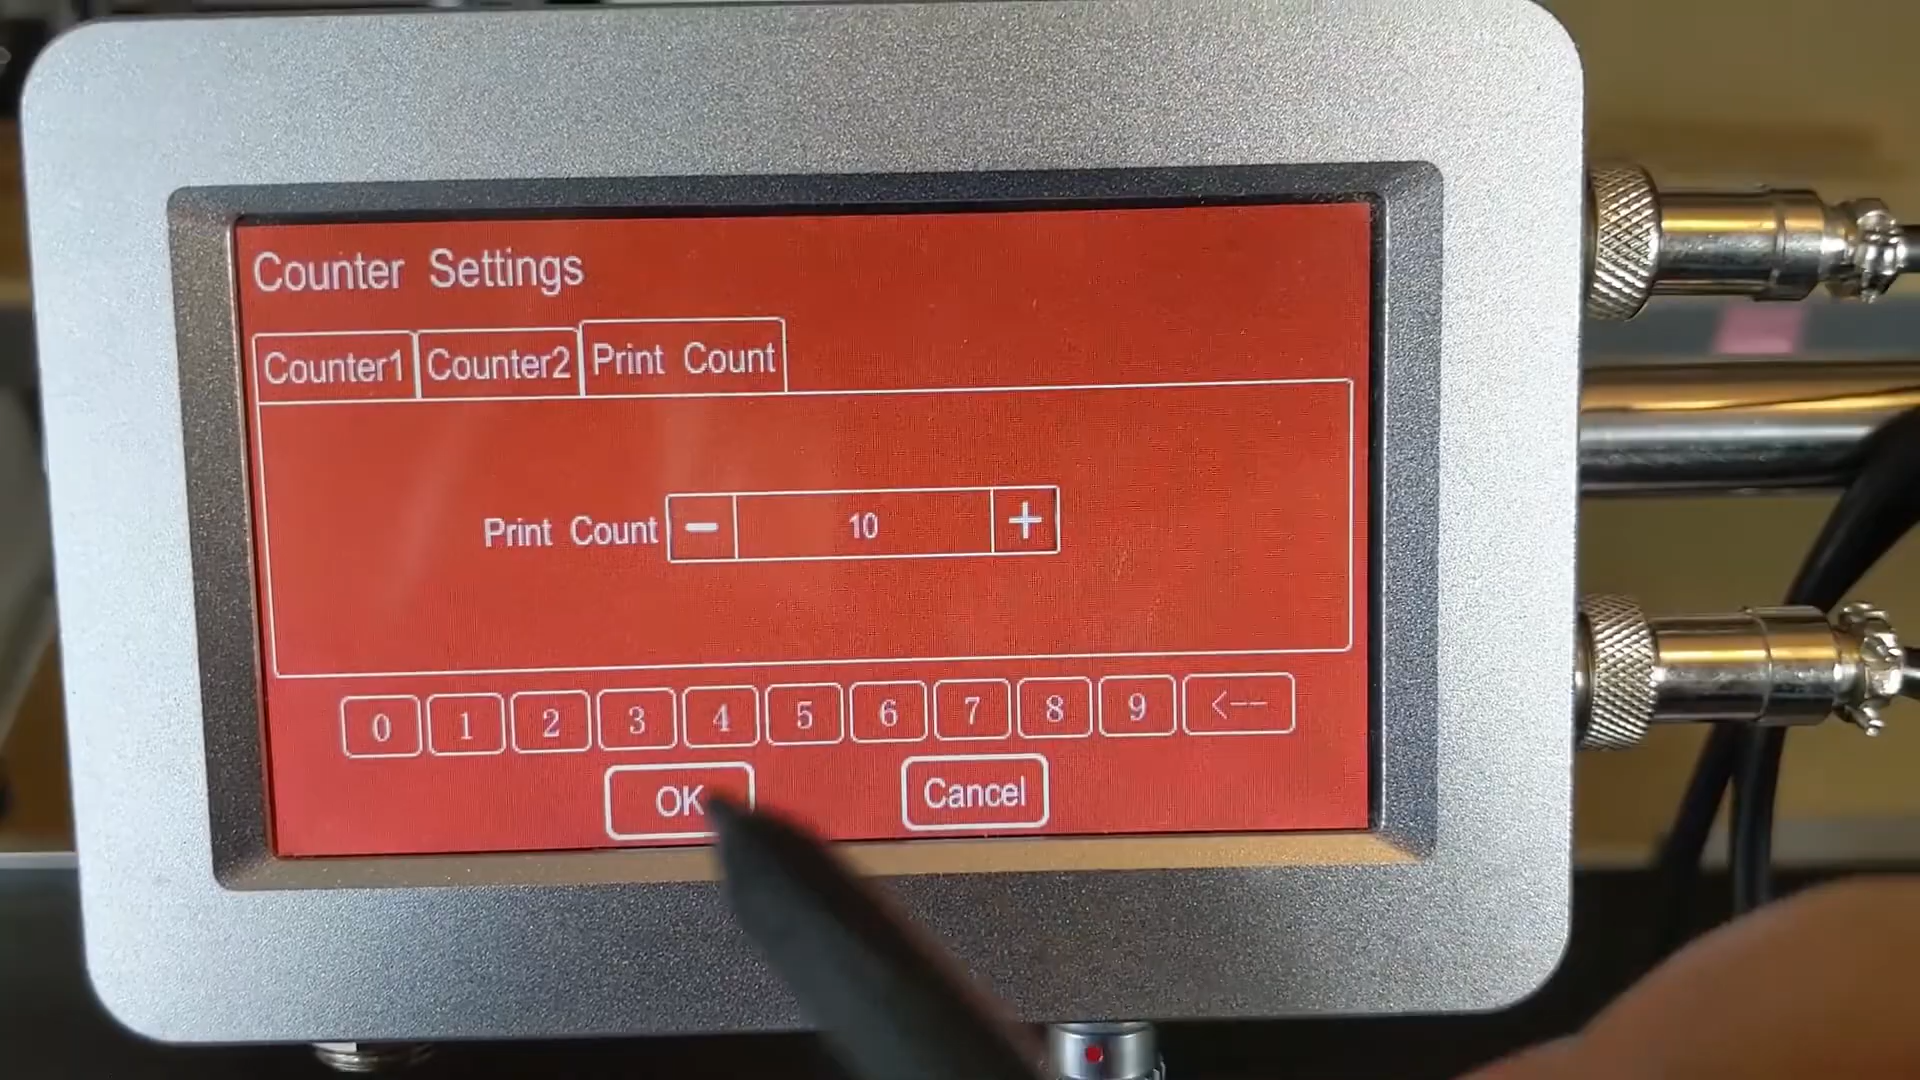 Counter Settings
Counter1 Counter2 Print Count
Print Count − 10 +
0 1 2 3 4 5 6 7 8 9 <--
OK Cancel